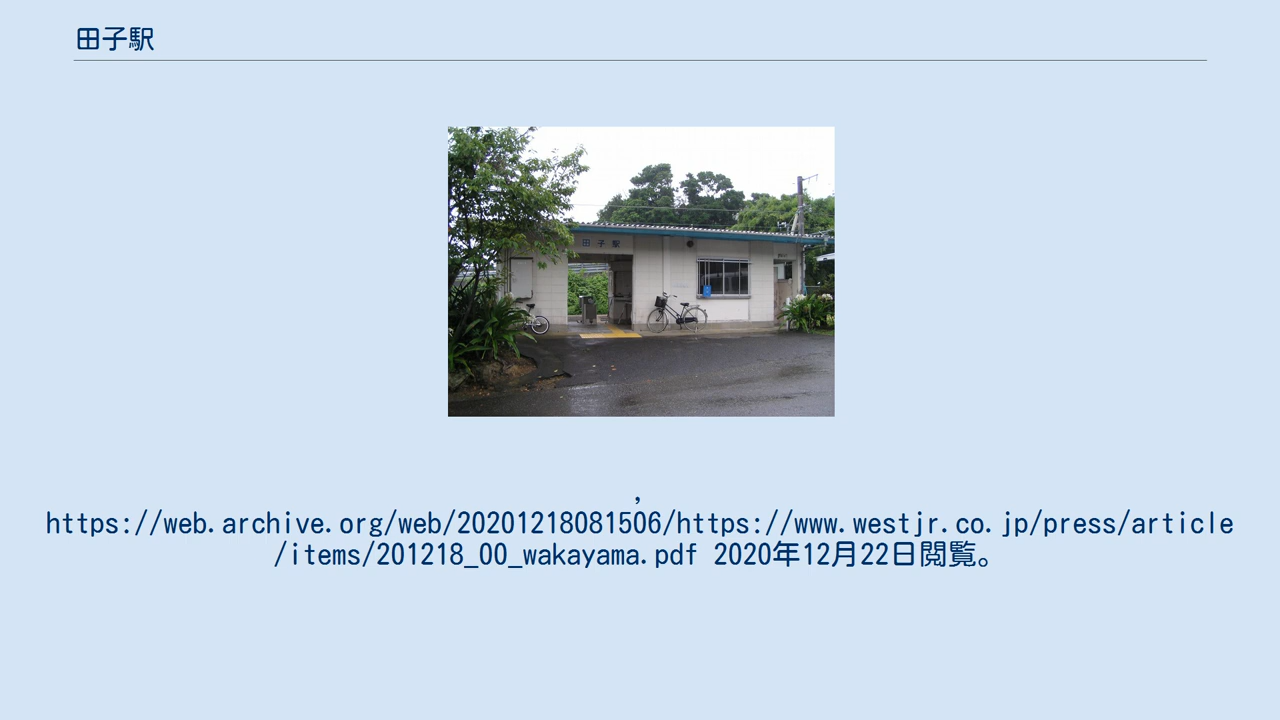 田子駅
田子駅
,
https://web.archive.org/web/20201218081506/https://www.westjr.co.jp/press/article
/items/201218_00_wakayama.pdf 2020年12月22日閲覧。